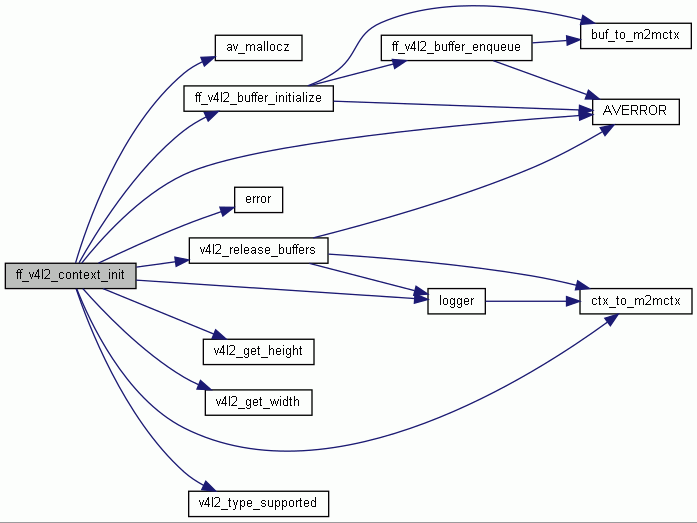 buf_to_m2mctx
av_mallocz
ff_v4l2_buffer_enqueue
ff_v4l2_buffer_initialize
AVERROR
error
v4l2_release_buffers
ff_v4l2_context_init
logger
ctx_to_m2mctx
v4l2_get_height
v4l2_get_width
v4l2_type_supported